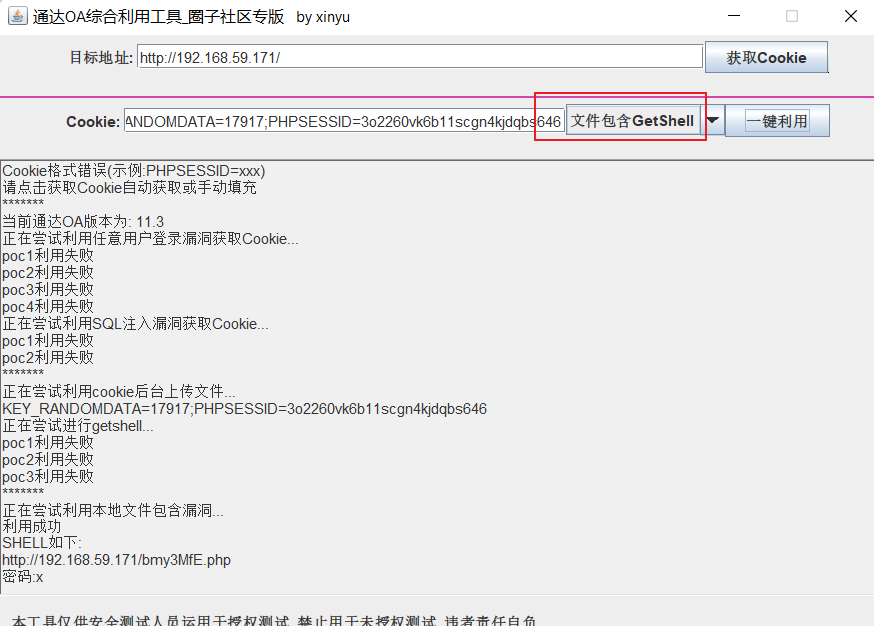 通达OA综合利用工具_圈子社区专版 by xinyu
目标地址: http://192.168.59.171/ 获取Cookie
Cookie: ANDOMDATA=17917;PHPSESSID=3o2260vk6b11scgn4kjdqbs646 文件包含GetShell 一键利用
Cookie格式错误(示例:PHPSESSID=xxx)
请点击获取Cookie自动获取或手动填充
*******
当前通达OA版本为: 11.3
正在尝试利用任意用户登录漏洞获取Cookie...
poc1利用失败
poc2利用失败
poc3利用失败
poc4利用失败
正在尝试利用SQL注入漏洞获取Cookie...
poc1利用失败
poc2利用失败
*******
正在尝试利用cookie后台上传文件...
KEY_RANDOMDATA=17917;PHPSESSID=3o2260vk6b11scgn4kjdqbs646
正在尝试进行getshell...
poc1利用失败
poc2利用失败
poc3利用失败
*******
正在尝试利用本地文件包含漏洞...
利用成功
SHELL如下:
http://192.168.59.171/bmy3MfE.php
密码:x
本工具仅供安全测试人员运用于授权测试, 禁止用于未授权测试, 违者责任自负